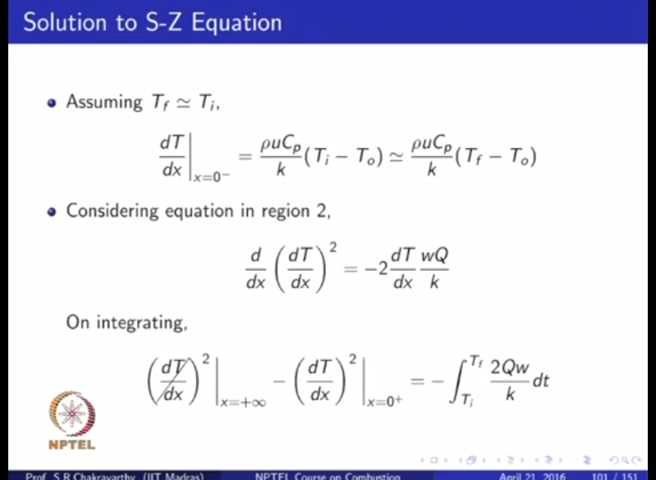 Solution to S-Z Equation
Assuming T_f ≃ T_i,
dT/dx |_{x=0^-} = ρuC_p/k (T_i − T_o) ≃ ρuC_p/k (T_f − T_o)
Considering equation in region 2,
d/dx (dT/dx)^2 = −2 dT/dx wQ/k
On integrating,
(dT/dx)^2 |_{x=+∞} − (dT/dx)^2 |_{x=0^+} = − ∫_{T_i}^{T_f} 2Qw/k dt
NPTEL
Prof. S.R Chakravarthy (IIT Madras) NPTEL Course on Combustion April 21, 2016 101 / 151